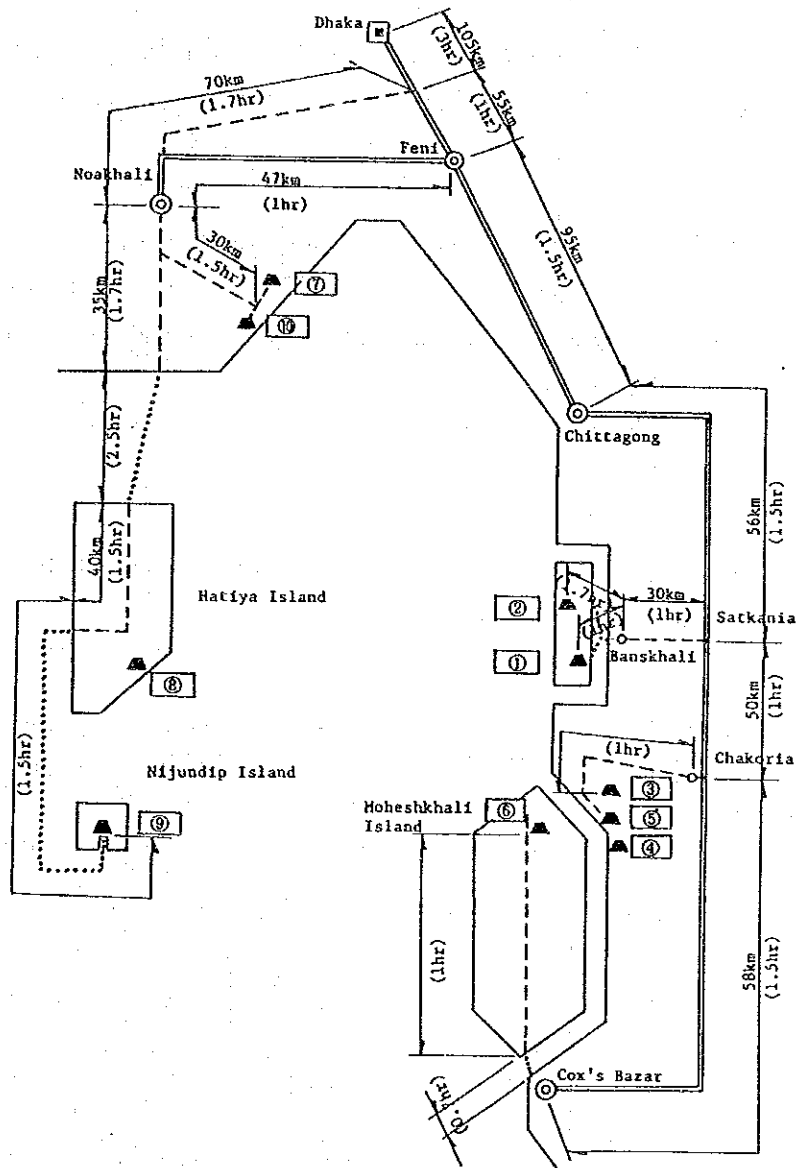 Dhaka
105km
(3hr)
70km
(1.7hr)
55km
(1hr)
Feni
Noakhali
47km
(1hr)
95km
(1.5hr)
30km
(1.5hr)
⑦
35km
(1.7hr)
⑩
Chittagong
(2.5hr)
56km
(1.5hr)
40km
(1.5hr)
Hatiya Island
②
(1.7hr)
30km
(1hr)
Satkania
(1hr)
①
Banskhali
⑧
50km
(1hr)
(1.5hr)
(1hr)
Chakoria
Nijundip Island
③
Moheshkhali
Island
⑥
⑨
⑤
④
(1hr)
58km
(1.5hr)
Cox's Bazar